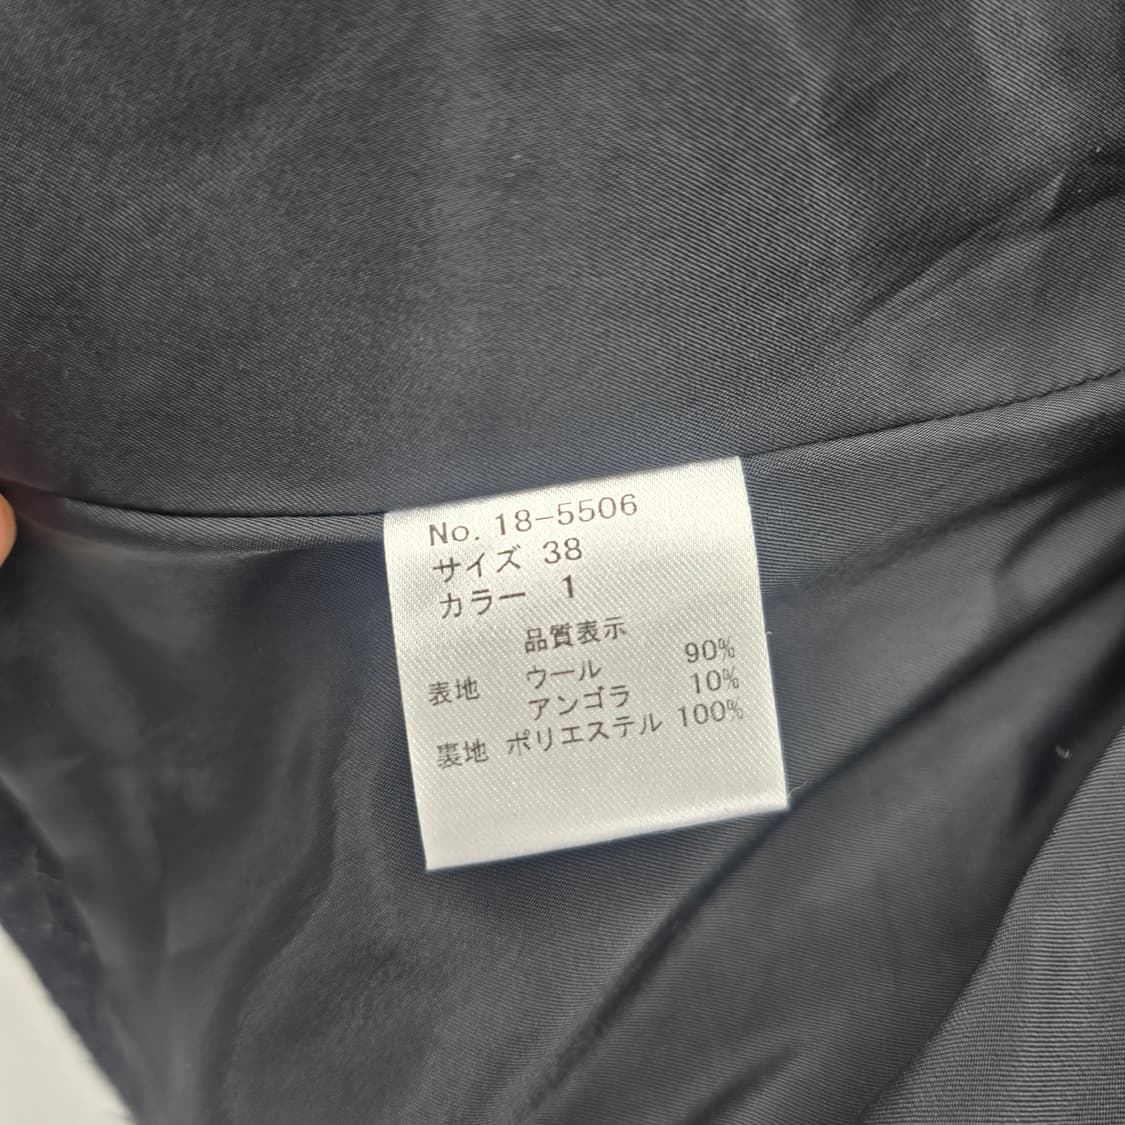 No. 18-5506
サイズ 38
カラー 1
品質表示
表地 ウール 90%
アンゴラ 10%
裏地 ポリエステル 100%